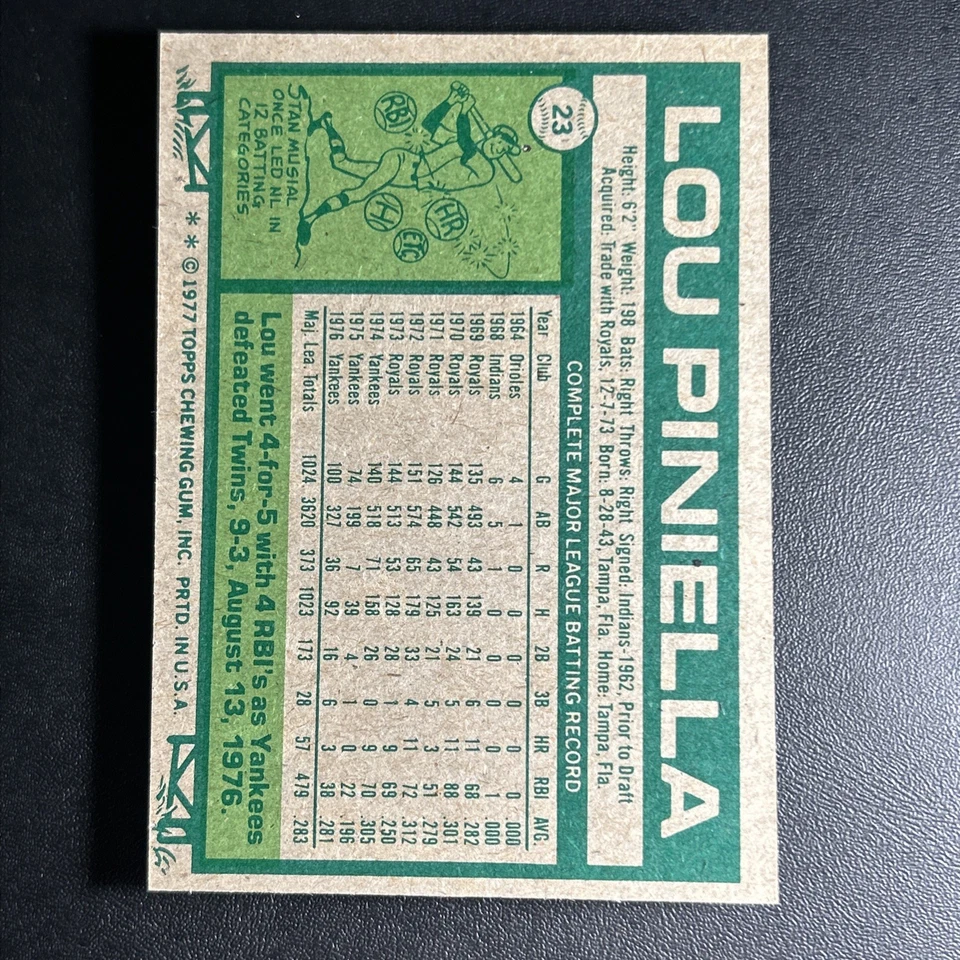 23
LOU PINIELLA
Height: 6'2" Weight: 198 Bats: Right Throws: Right Signed: Indians-1962, Prior to Draft
Acquired: Trade with Royals, 12-7-73 Born: 8-28-43, Tampa, Fla. Home: Tampa, Fla.
COMPLETE MAJOR LEAGUE BATTING RECORD
Year Club G AB R H 2B 3B HR RBI AVG.
1964 Orioles 4 1 0 0 0 0 0 0 .000
1968 Indians 6 5 1 0 0 0 0 1 .000
1969 Royals 135 493 43 139 21 6 11 68 .282
1970 Royals 144 542 54 163 24 5 11 88 .301
1971 Royals 126 448 43 125 21 5 3 51 .279
1972 Royals 151 574 65 179 33 4 11 72 .312
1973 Royals 144 513 53 128 28 1 9 69 .250
1974 Yankees 140 518 71 158 26 0 9 70 .305
1975 Yankees 74 199 7 39 4 1 0 22 .196
1976 Yankees 100 327 36 92 16 6 3 38 .281
Maj. Lea. Totals 1024 3620 373 1023 173 28 57 479 .283
RBI
HR
H
ETC
STAN MUSIAL
ONCE LED NL IN
12 BATTING
CATEGORIES
Lou went 4-for-5 with 4 RBI's as Yankees
defeated Twins, 9-3, August 13, 1976.
** © 1977 TOPPS CHEWING GUM, INC. PRTD. IN U.S.A.